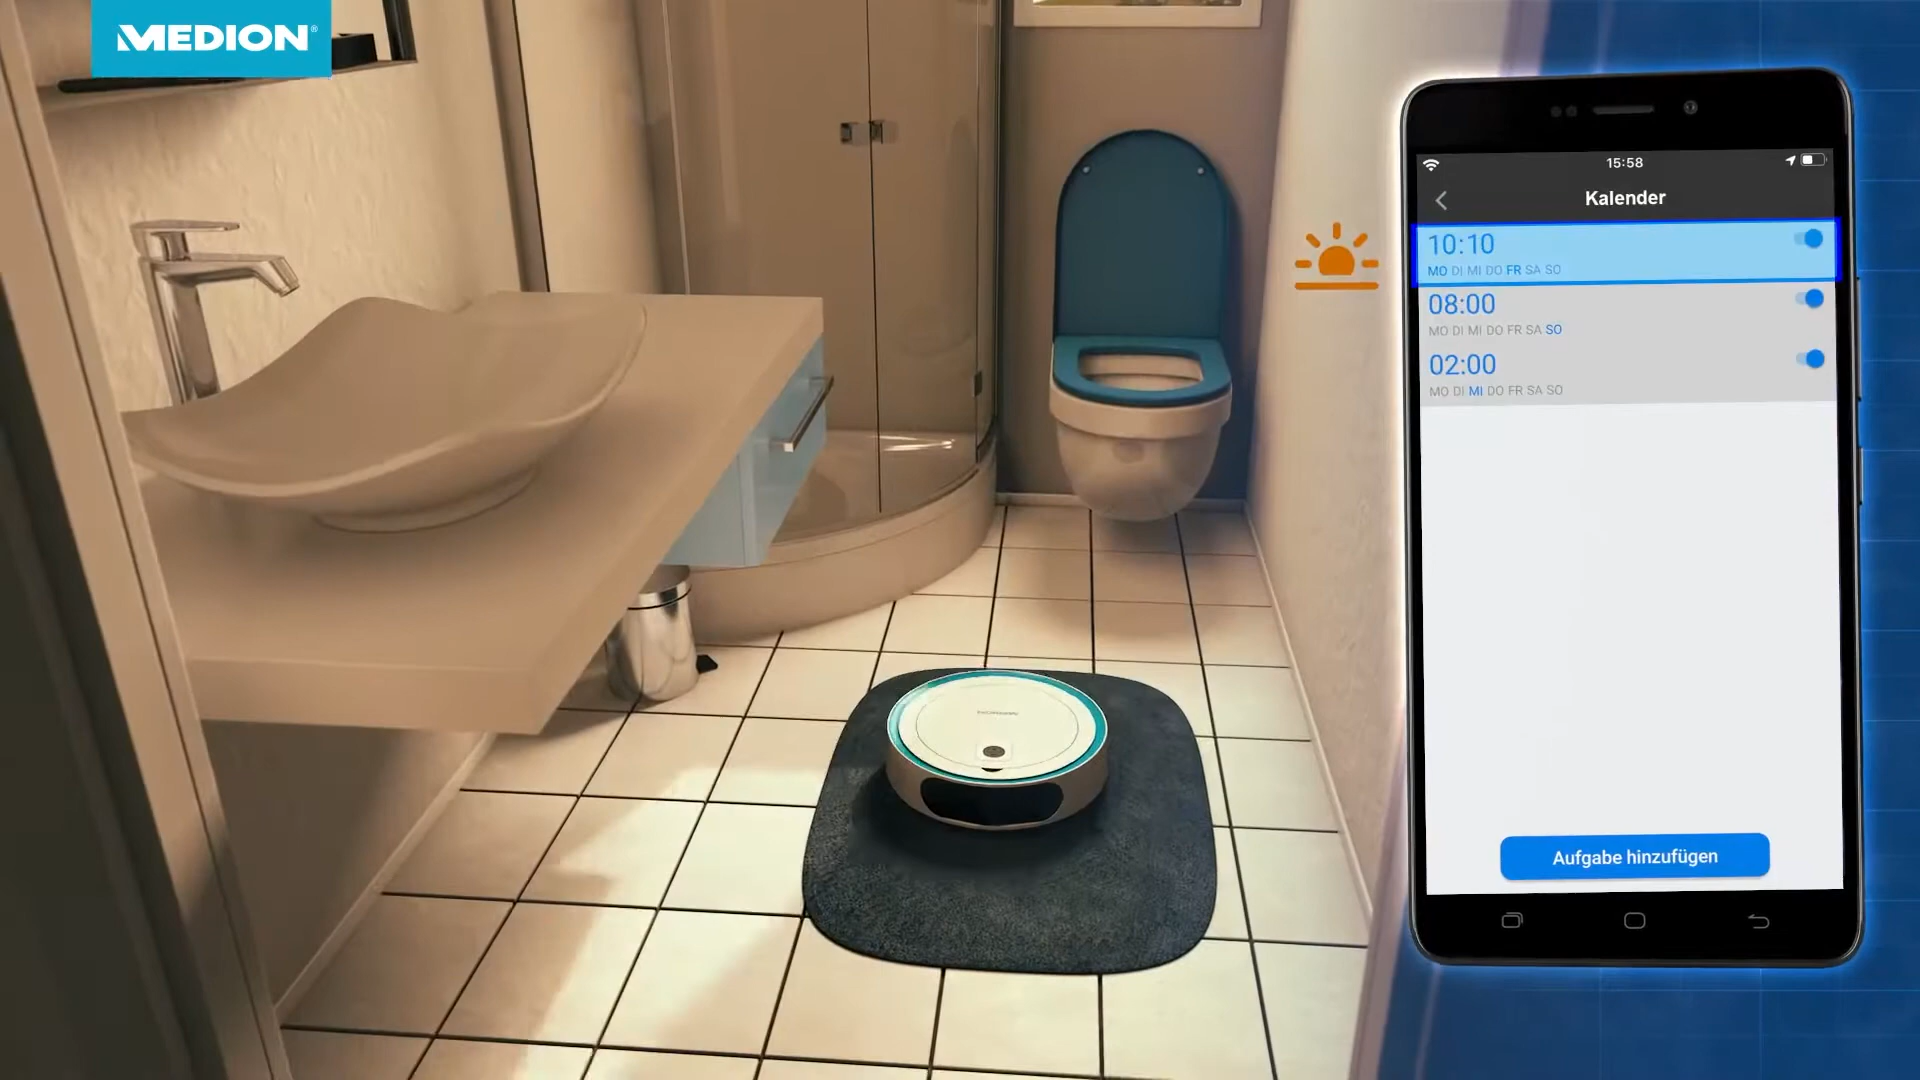 MEDION®
15:58
Kalender
10:10
MO DI MI DO FR SA SO
08:00
MO DI MI DO FR SA SO
02:00
MO DI MI DO FR SA SO
Aufgabe hinzufügen